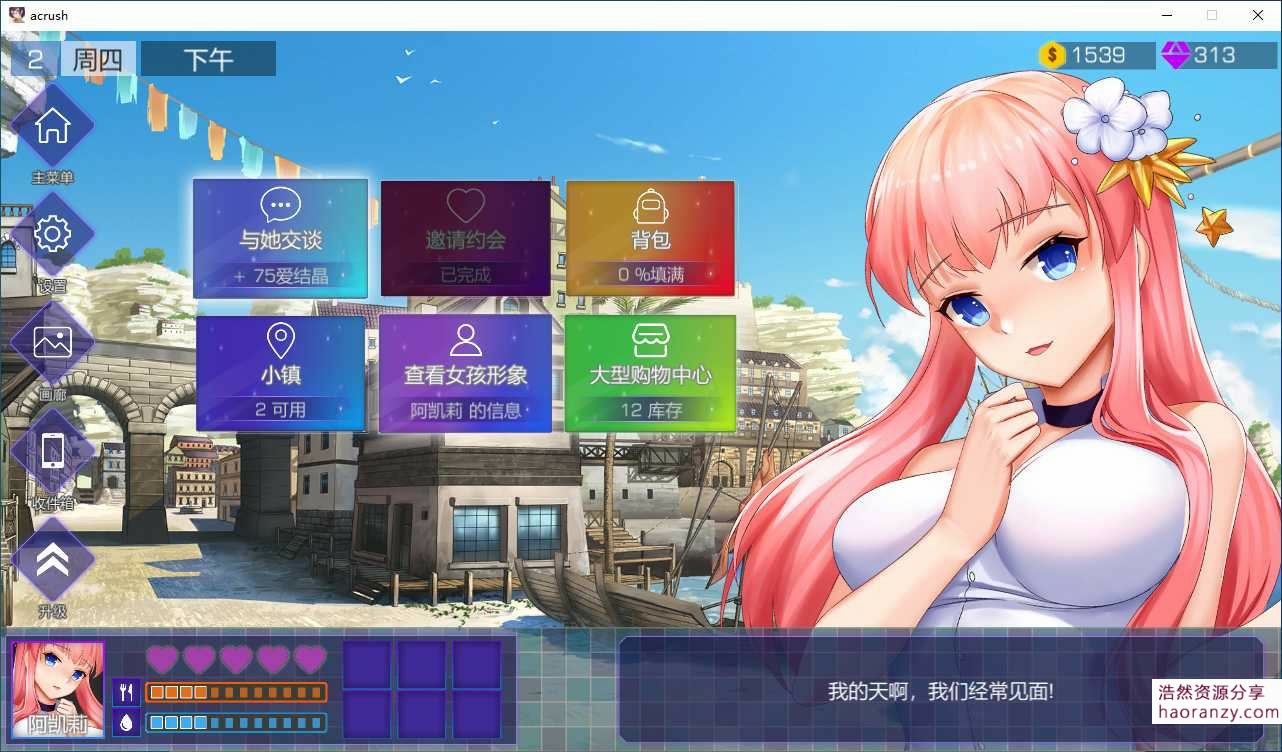 acrush
2 周四 下午 $ 1539 313
主菜单
设置
画廊
收件箱
升级
与她交谈
+ 75爱结晶
邀请约会
已完成
背包
0 %填满
小镇
2 可用
查看女孩形象
阿凯莉 的信息
大型购物中心
12 库存
阿凯莉
我的天啊，我们经常见面!
浩然资源分享
haoranzy.com